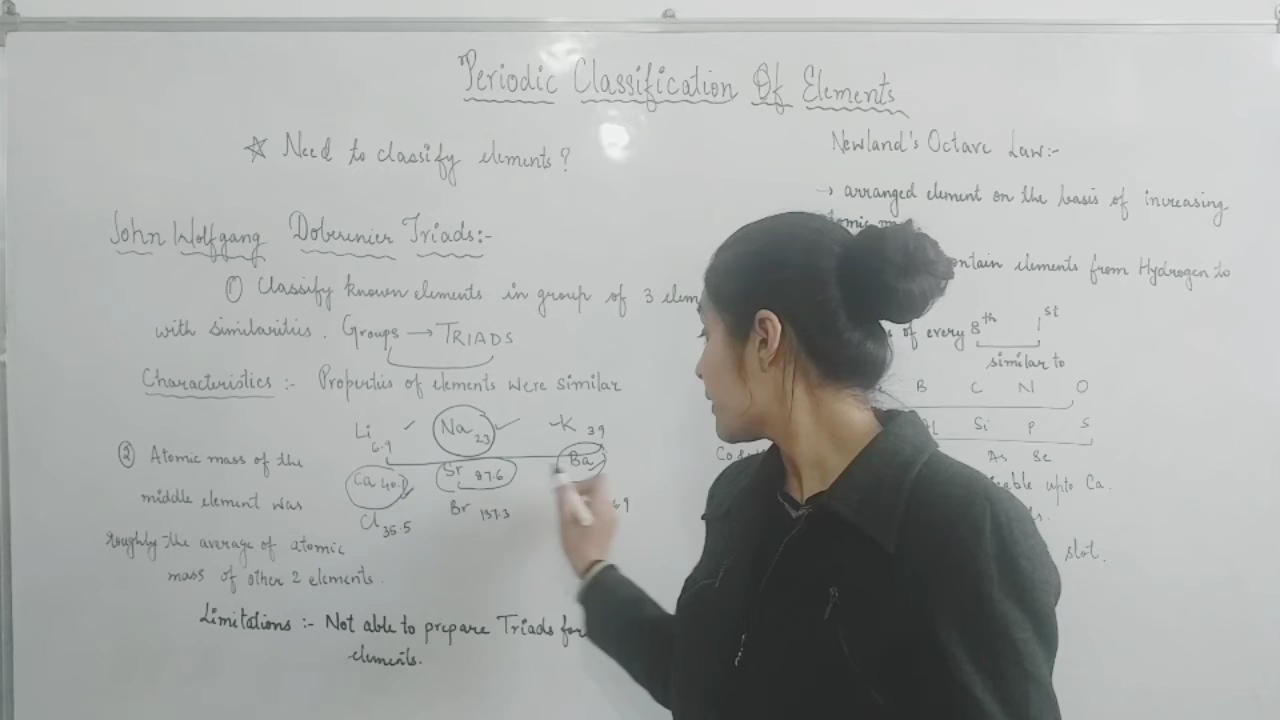 Periodic Classification Of Elements
☆ Need to classify elements?
John Wolfgang Doberenier Triads:-
① Classify known elements in group of 3 elem
with similarities. Groups → TRIADS
Characteristics :- Properties of elements were similar
Li 6.9 ✓ Na 23 ✓ K 39
② Atomic mass of the
Ca 40.1 Sr 87.6 Ba
middle element was
Cl 35.5 Br 137.3 69
roughly the average of atomic
mass of other 2 elements.
Limitations :- Not able to prepare Triads for
elements.
Newland's Octave Law:-
→ arranged element on the basis of increasing
ontain elements from Hydrogen to
of every 8th 1st
similar to
B C N O
Si P S
As Se
able upto Ca.
slot.